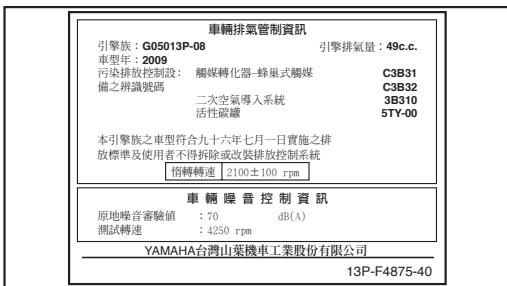 車輛排氣管制資訊
引擎族：G05013P-08 引擎排氣量：49c.c.
車型年：2009
污染排放控制設： 觸媒轉化器-蜂巢式觸媒 C3B31
備之辨識號碼 C3B32
二次空氣導入系統 3B310
活性碳罐 5TY-00
本引擎族之車型符合九十六年七月一日實施之排
放標準及使用者不得拆除或改裝排放控制系統
惰轉轉速 2100±100 rpm
車輛噪音控制資訊
原地噪音審驗值 ：70 dB(A)
測試轉速 ：4250 rpm
YAMAHA台灣山葉機車工業股份有限公司
13P-F4875-40